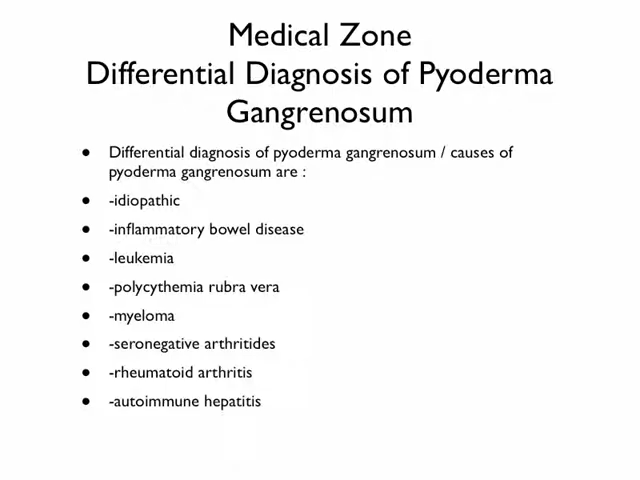 Medical Zone
Differential Diagnosis of Pyoderma
Gangrenosum
• Differential diagnosis of pyoderma gangrenosum / causes of
pyoderma gangrenosum are :
• -idiopathic
• -inflammatory bowel disease
• -leukemia
• -polycythemia rubra vera
• -myeloma
• -seronegative arthritides
• -rheumatoid arthritis
• -autoimmune hepatitis